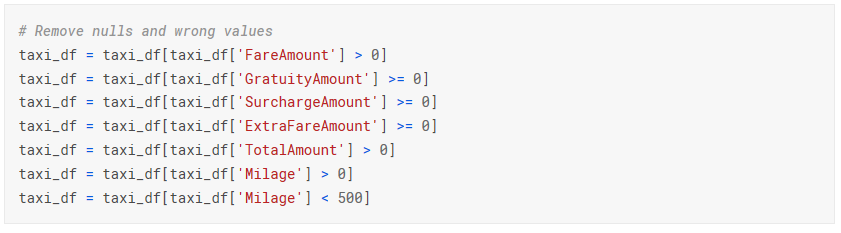 # Remove nulls and wrong values
taxi_df = taxi_df[taxi_df['FareAmount'] > 0]
taxi_df = taxi_df[taxi_df['GratuityAmount'] >= 0]
taxi_df = taxi_df[taxi_df['SurchargeAmount'] >= 0]
taxi_df = taxi_df[taxi_df['ExtraFareAmount'] >= 0]
taxi_df = taxi_df[taxi_df['TotalAmount'] > 0]
taxi_df = taxi_df[taxi_df['Milage'] > 0]
taxi_df = taxi_df[taxi_df['Milage'] < 500]